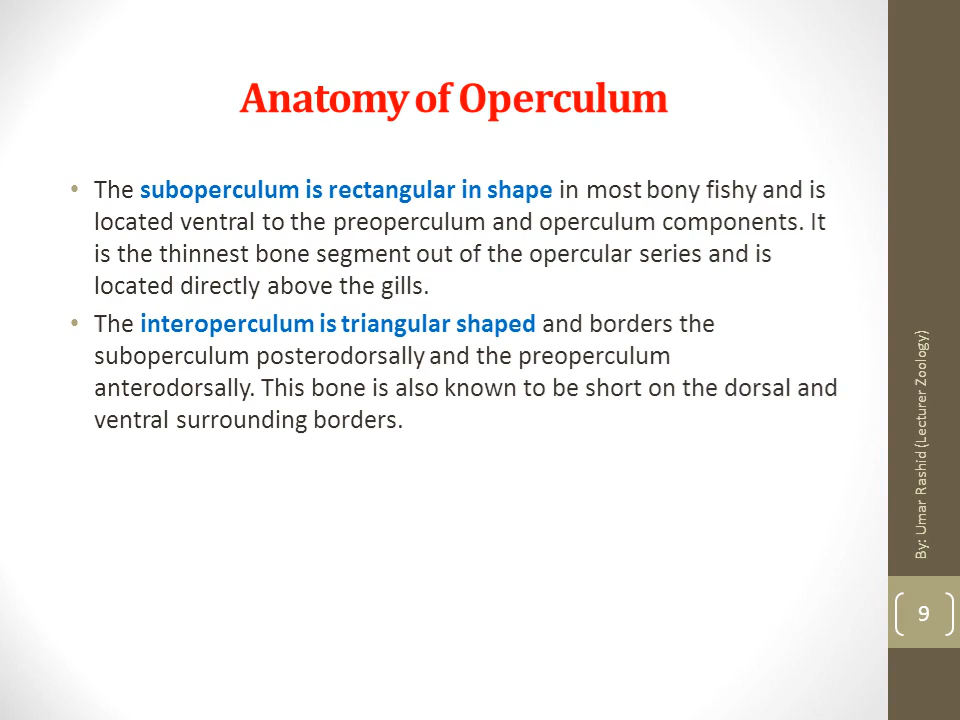 Anatomy of Operculum
• The suboperculum is rectangular in shape in most bony fishy and is
located ventral to the preoperculum and operculum components. It
is the thinnest bone segment out of the opercular series and is
located directly above the gills.
• The interoperculum is triangular shaped and borders the
suboperculum posterodorsally and the preoperculum
anterodorsally. This bone is also known to be short on the dorsal and
ventral surrounding borders.
By: Umar Rashid (Lecturer Zoology)
9